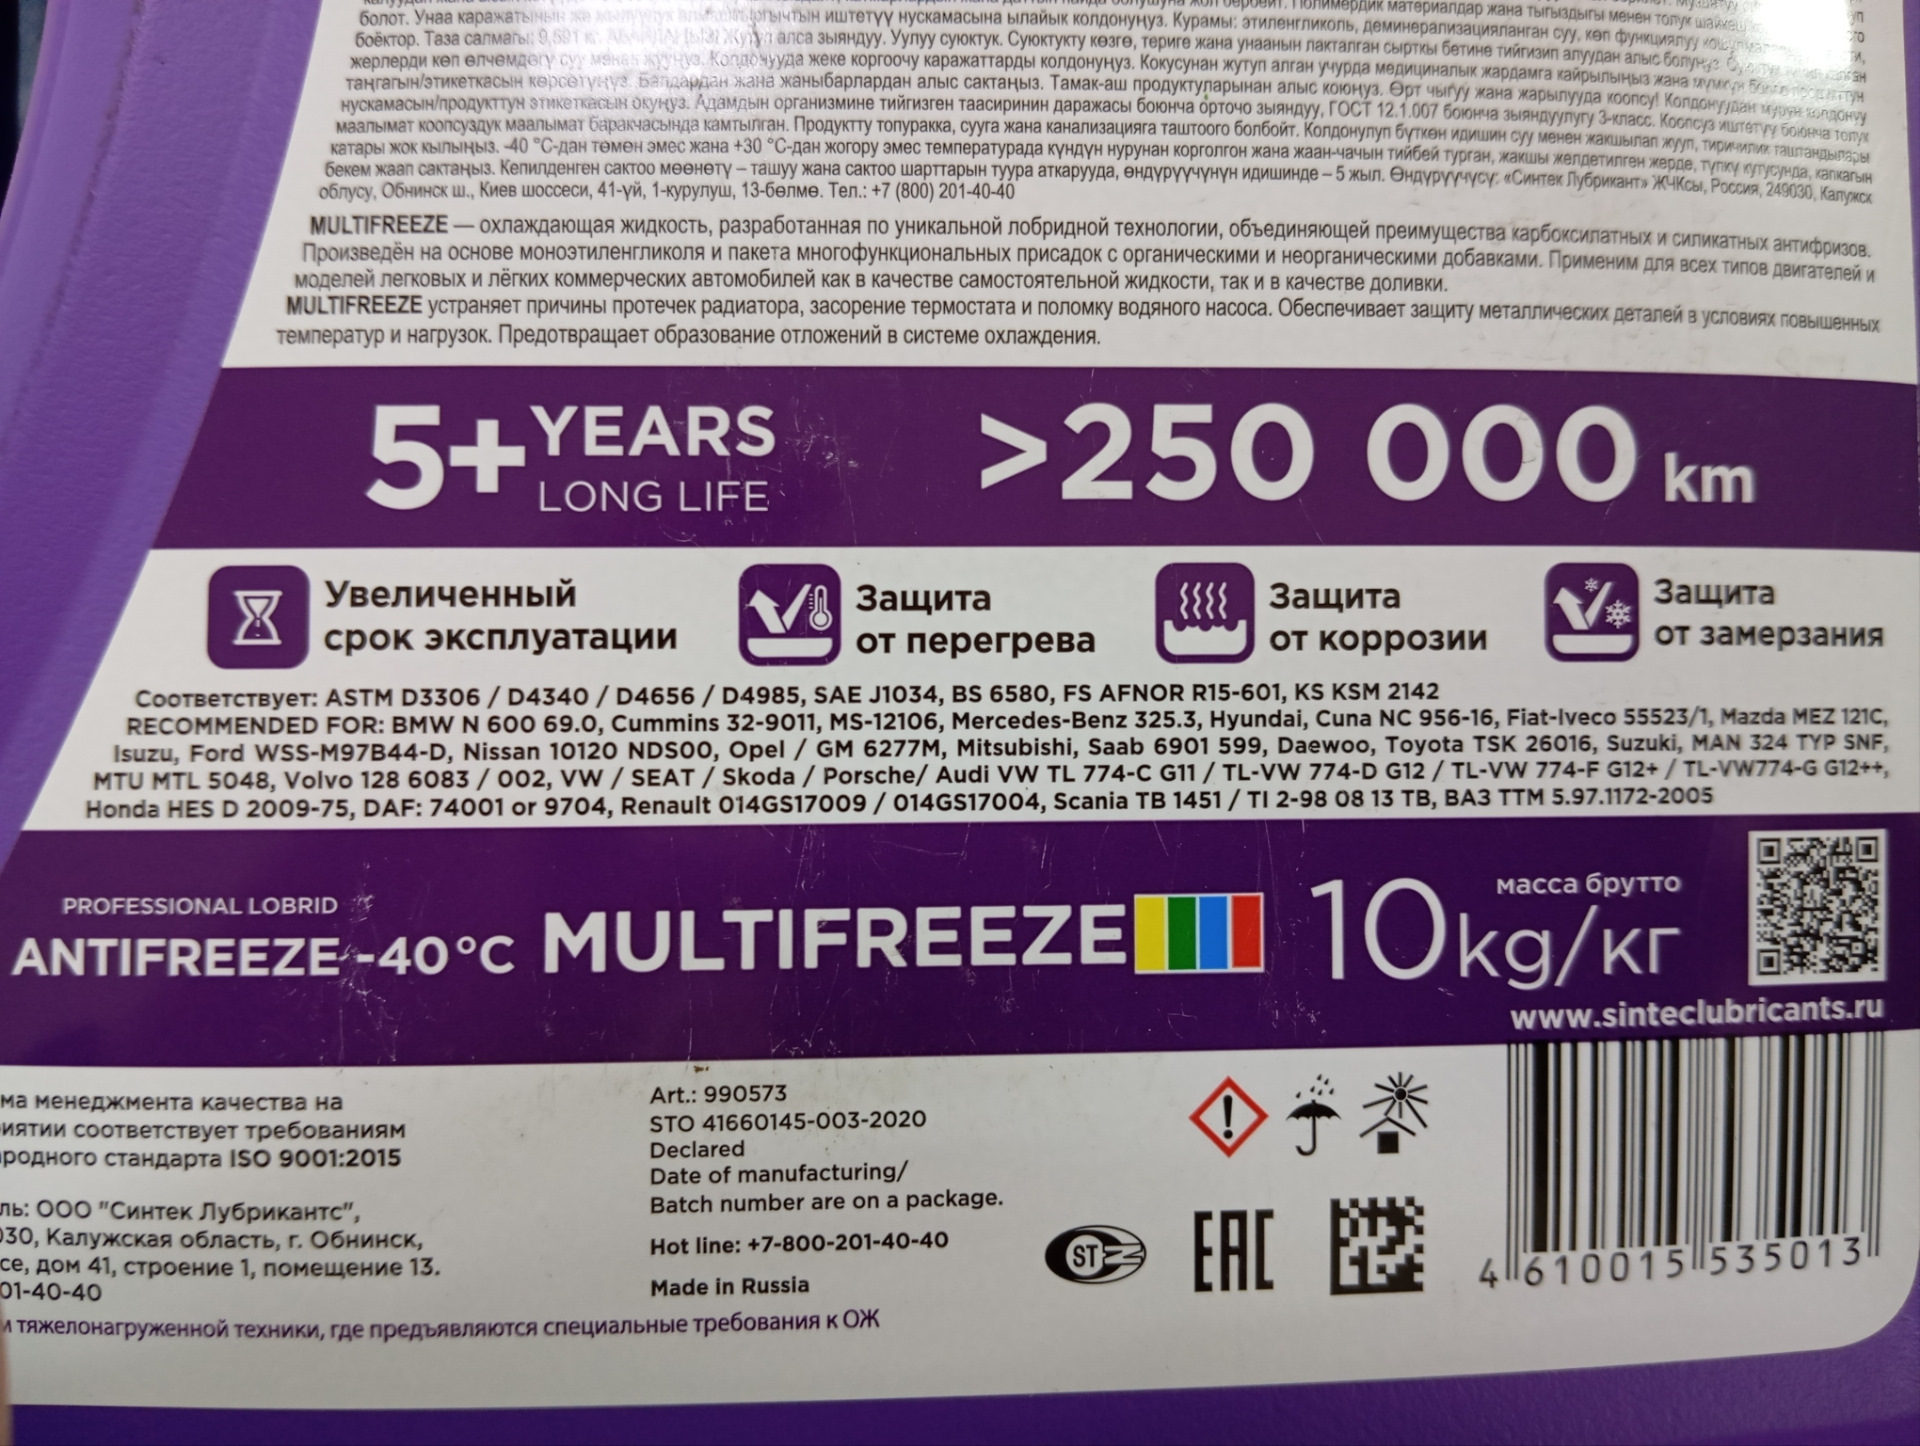 болот. Унаа каражатынын
иштетүү нускамасына ылайык колдонуңуз. Курамы: этиленгликоль, деминерализацияланган суу, көп функциялуу
боёктор. Таза салмагы: 9,591 кг.
алса зыяндуу. Уулуу суюктук. Суюктукту көзгө, териге жана унаанын лакталган сырткы бетине тийгизип алуудан алыс болуңуз.
жерлерди көп өлчөмдөгү суу менен жууңуз. Колдонууда жеке коргоочу каражаттарды колдонуңуз. Кокусунан жутуп алган учурда медициналык жардамга кайрылыңыз жана мүмкүн болсо
таңгагын/этикеткасын көрсөтүңүз. Балдардан жана жаныбарлардан алыс сактаңыз. Тамак-аш продуктуларынан алыс коюңуз. Өрт чыгуу жана жарылууда коопсу! Колдонуудан мурун колдонуу
нускамасын/продукттун этикеткасын окуңуз. Адамдын организмине тийгизген таасиринин даражасы боюнча орточо зыяндуу, ГОСТ 12.1.007 боюнча зыяндуулугу 3-класс. Коопсуз иштетүү боюнча толук
маалымат коопсуздук маалымат баракчасында камтылган. Продуктту топуракка, сууга жана канализацияга таштоого болбойт. Колдонулуп бүткөн идишин суу менен жакшылап жууп, тиричилик таштандылары
катары жок кылыңыз. -40 °С-дан төмөн эмес жана +30 °С-дан жогору эмес температурада күндүн нурунан корголгон жана жаан-чачын тийбей турган, жакшы желдетилген жерде, түпкү кутусунда, капкагын
бекем жаап сактаңыз. Кепилденген сактоо мөөнөтү – ташуу жана сактоо шарттарын туура аткарууда, өндүрүүчүнүн идишинде – 5 жыл. Өндүрүүчүсү: «Синтек Лубрикант» ЖЧКсы, Россия, 249030, Калужск
облусу, Обнинск ш., Киев шоссеси, 41-үй, 1-курулуш, 13-бөлмө. Тел.: +7 (800) 201-40-40
MULTIFREEZE — охлаждающая жидкость, разработанная по уникальной лобридной технологии, объединяющей преимущества карбоксилатных и силикатных антифризов.
Произведён на основе моноэтиленгликоля и пакета многофункциональных присадок с органическими и неорганическими добавками. Применим для всех типов двигателей и
моделей легковых и лёгких коммерческих автомобилей как в качестве самостоятельной жидкости, так и в качестве доливки.
MULTIFREEZE устраняет причины протечек радиатора, засорение термостата и поломку водяного насоса. Обеспечивает защиту металлических деталей в условиях повышенных
температур и нагрузок. Предотвращает образование отложений в системе охлаждения.
5+ YEARS
LONG LIFE
>250 000 km
Увеличенный
срок эксплуатации
Защита
от перегрева
Защита
от коррозии
Защита
от замерзания
Соответствует: ASTM D3306 / D4340 / D4656 / D4985, SAE J1034, BS 6580, FS AFNOR R15-601, KS KSM 2142
RECOMMENDED FOR: BMW N 600 69.0, Cummins 32-9011, MS-12106, Mercedes-Benz 325.3, Hyundai, Cuna NC 956-16, Fiat-Iveco 55523/1, Mazda MEZ 121C,
Isuzu, Ford WSS-M97B44-D, Nissan 10120 NDS00, Opel / GM 6277M, Mitsubishi, Saab 6901 599, Daewoo, Toyota TSK 26016, Suzuki, MAN 324 TYP SNF,
MTU MTL 5048, Volvo 128 6083 / 002, VW / SEAT / Skoda / Porsche/ Audi VW TL 774-C G11 / TL-VW 774-D G12 / TL-VW 774-F G12+ / TL-VW774-G G12++,
Honda HES D 2009-75, DAF: 74001 or 9704, Renault 014GS17009 / 014GS17004, Scania TB 1451 / TI 2-98 08 13 TB, ВАЗ ТТМ 5.97.1172-2005
PROFESSIONAL LOBRID
ANTIFREEZE -40°C
MULTIFREEZE
масса брутто
10kg/кг
www.sinteclubricants.ru
ма менеджмента качества на
иятии соответствует требованиям
родного стандарта ISO 9001:2015
ль: ООО "Синтек Лубрикантс",
030, Калужская область, г. Обнинск,
се, дом 41, строение 1, помещение 13.
01-40-40
Art.: 990573
STO 41660145-003-2020
Declared
Date of manufacturing/
Batch number are on a package.
Hot line: +7-800-201-40-40
Made in Russia
м тяжелонагруженной техники, где предъявляются специальные требования к ОЖ
ST
EAC
4 610015 535013